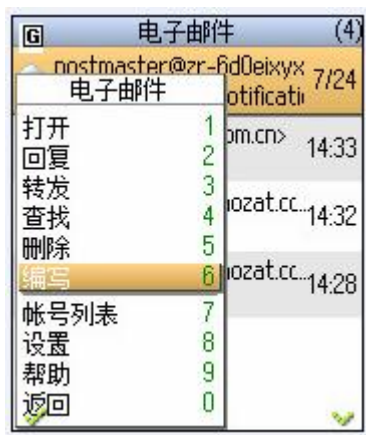 G 电子邮件 (4)
postmaster@zr-6d0eixyx 7/24
otificati
电子邮件
打开 1
回复 2
转发 3
查找 4
删除 5
编写 6
帐号列表 7
设置 8
帮助 9
返回 0
om.cn> 14:33
ozat.cc... 14:32
ozat.cc... 14:28